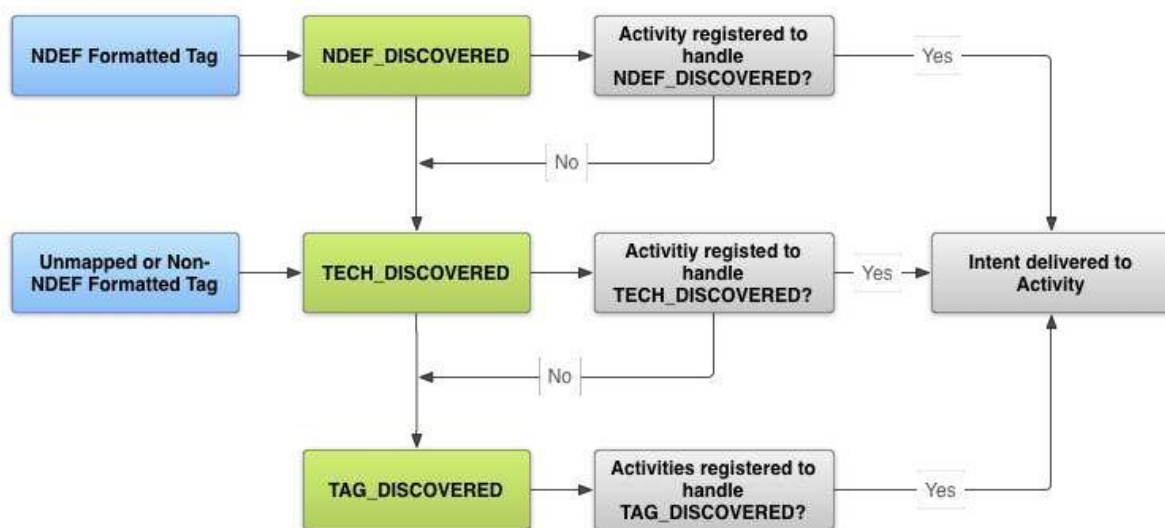 NDEF Formatted Tag
NDEF_DISCOVERED
Activity registered to
handle
NDEF_DISCOVERED?
Yes
No
Unmapped or Non-
NDEF Formatted Tag
TECH_DISCOVERED
Activitiy registed to
handle
TECH_DISCOVERED?
Yes
Intent delivered to
Activity
No
TAG_DISCOVERED
Activities registered to
handle
TAG_DISCOVERED?
Yes